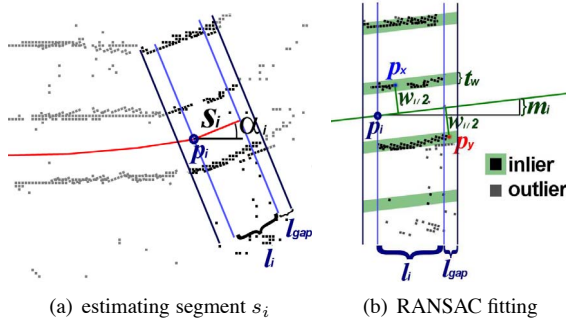 s_i
α_i
p_i
l_gap
l_i
p_x
t_w
w_i/2
p_i
m_i
w_i/2
p_y
inlier
outlier
l_i
l_gap
(a) estimating segment s_i
(b) RANSAC fitting